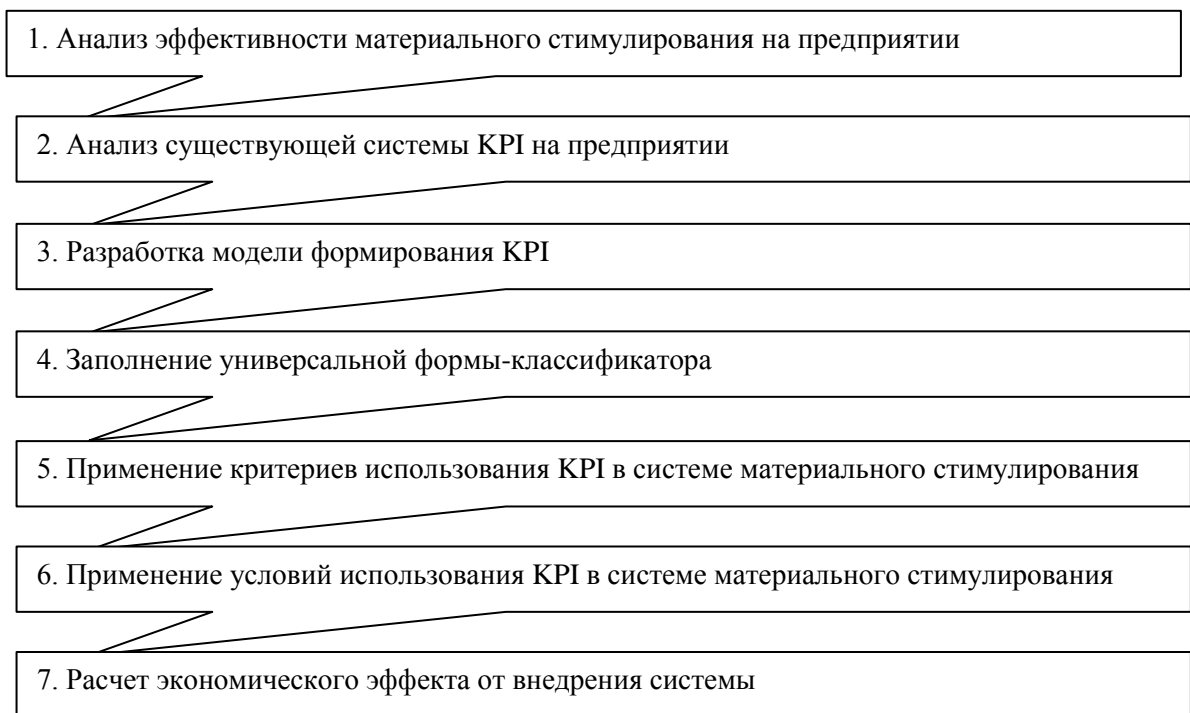 1. Анализ эффективности материального стимулирования на предприятии
2. Анализ существующей системы KPI на предприятии
3. Разработка модели формирования KPI
4. Заполнение универсальной формы-классификатора
5. Применение критериев использования KPI в системе материального стимулирования
6. Применение условий использования KPI в системе материального стимулирования
7. Расчет экономического эффекта от внедрения системы